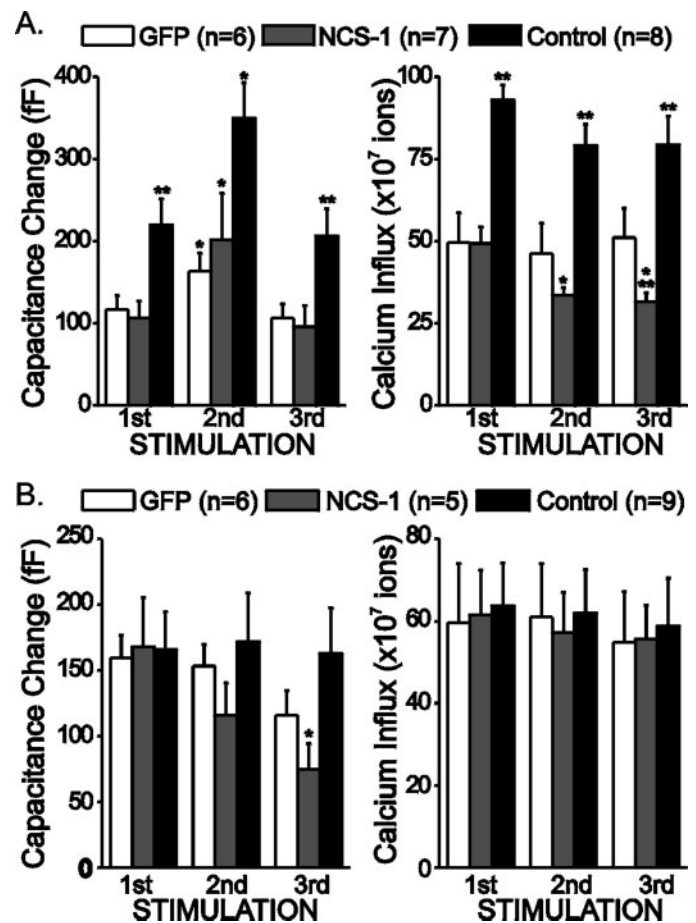 A.
GFP (n=6) NCS-1 (n=7) Control (n=8)
Capacitance Change (fF)
400
300
200
100
0
** * * * **
1st 2nd 3rd
STIMULATION
Calcium Influx (x10⁷ ions)
100
75
50
25
0
** * ** * ** **
1st 2nd 3rd
STIMULATION
B.
GFP (n=6) NCS-1 (n=5) Control (n=9)
Capacitance Change (fF)
250
200
150
100
50
0
*
1st 2nd 3rd
STIMULATION
Calcium Influx (x10⁷ ions)
80
60
40
20
0
1st 2nd 3rd
STIMULATION